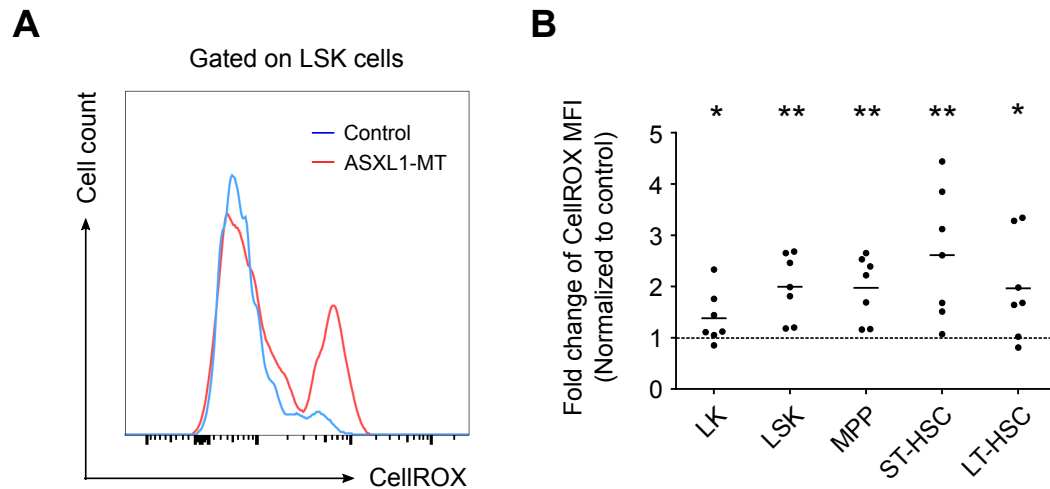 A
Gated on LSK cells
Cell count
Control
ASXL1-MT
CellROX
B
Fold change of CellROX MFI
(Normalized to control)
* ** ** ** *
5
4
3
2
1
0
LK
LSK
MPP
ST-HSC
LT-HSC